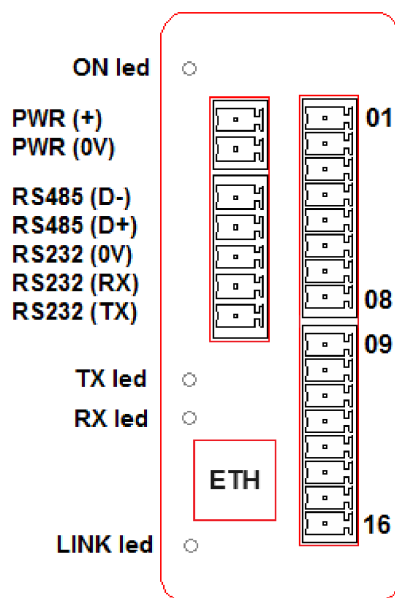 ON led
PWR (+)
PWR (0V)
RS485 (D-)
RS485 (D+)
RS232 (0V)
RS232 (RX)
RS232 (TX)
TX led
RX led
ETH
LINK led
01
08
09
16